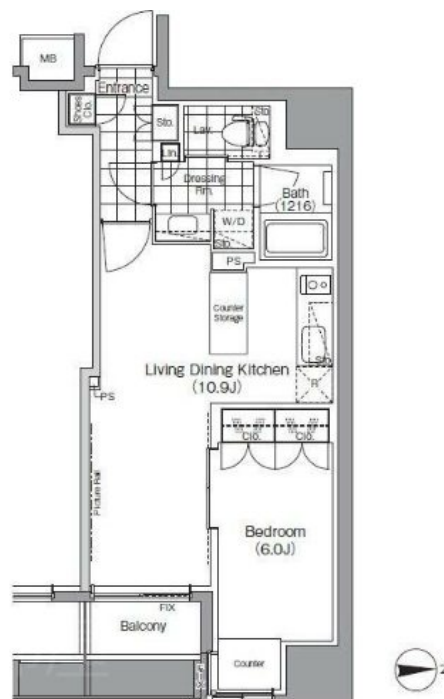 MB
Entrance
Shoes
Clo.
Sto.
Sto.
Lav.
Lin.
Dressing
Rm.
Bath
(1216)
W/D
Sto.
PS
Counter
Storage
Sto.
Living Dining Kitchen
(10.9J)
R
PS
Clo.
Clo.
Picture Rail
Bedroom
(6.0J)
FIX
Balcony
Counter